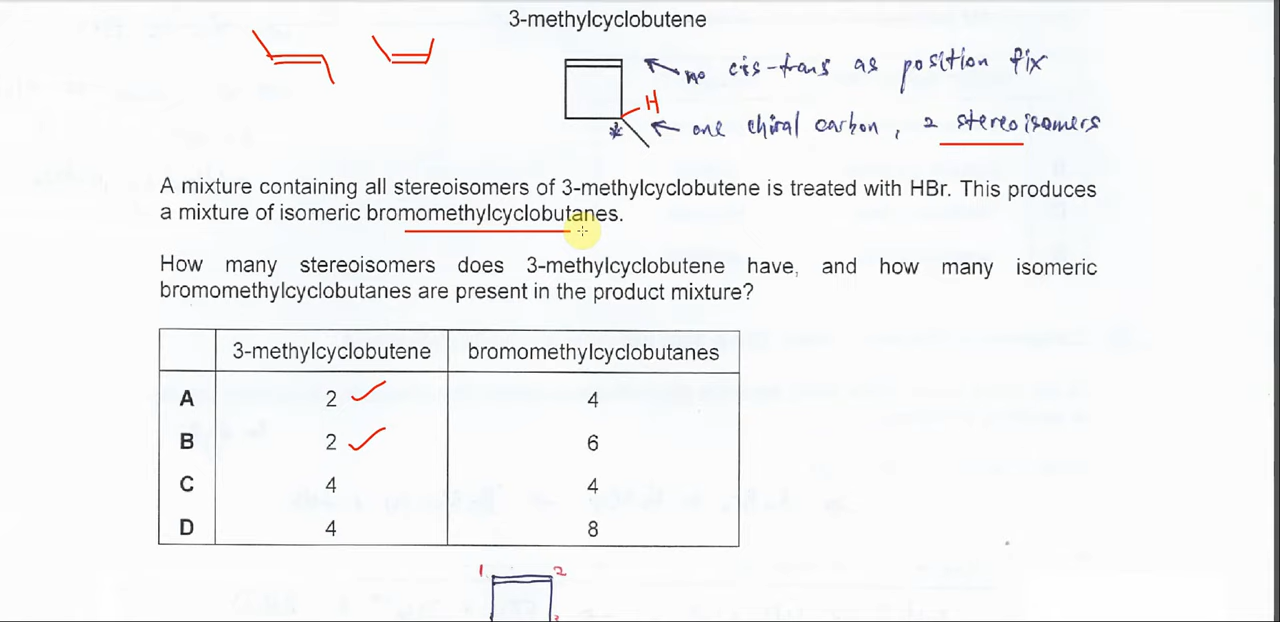 3-methylcyclobutene
no cis-trans as position fix
H
* one chiral carbon, 2 stereoisomers
A mixture containing all stereoisomers of 3-methylcyclobutene is treated with HBr. This produces
a mixture of isomeric bromomethylcyclobutanes.
How many stereoisomers does 3-methylcyclobutene have, and how many isomeric
bromomethylcyclobutanes are present in the product mixture?
3-methylcyclobutene bromomethylcyclobutanes
A 2 4
B 2 6
C 4 4
D 4 8
1 2